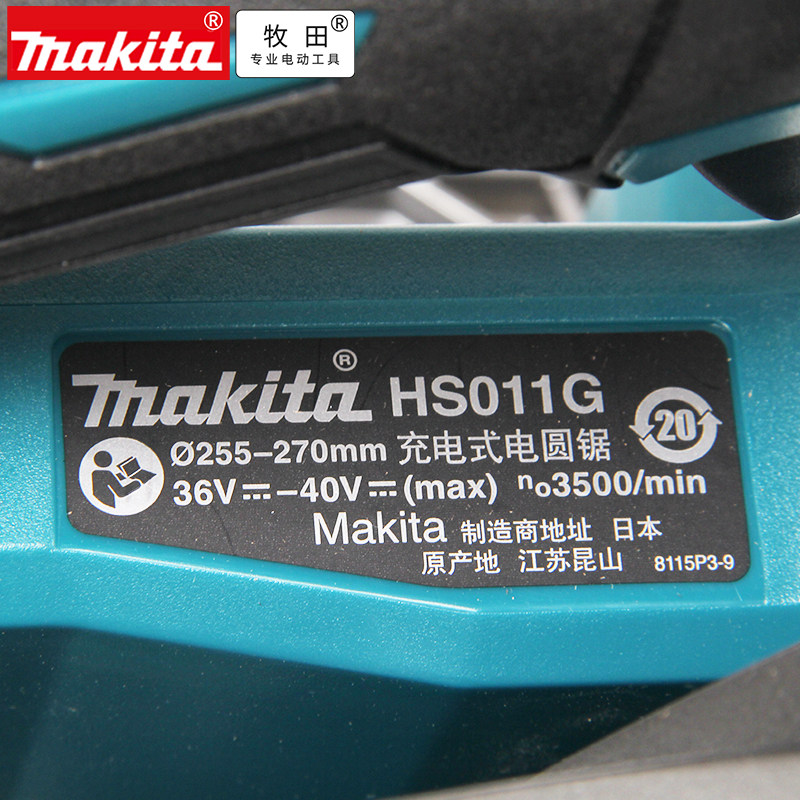 makita®
牧田®
专业电动工具
makita® HS011G
20
Ø255-270mm 充电式电圆锯
36V⎓-40V⎓(max) n₀3500/min
Makita 制造商地址 日本
原产地 江苏昆山 8115P3-9